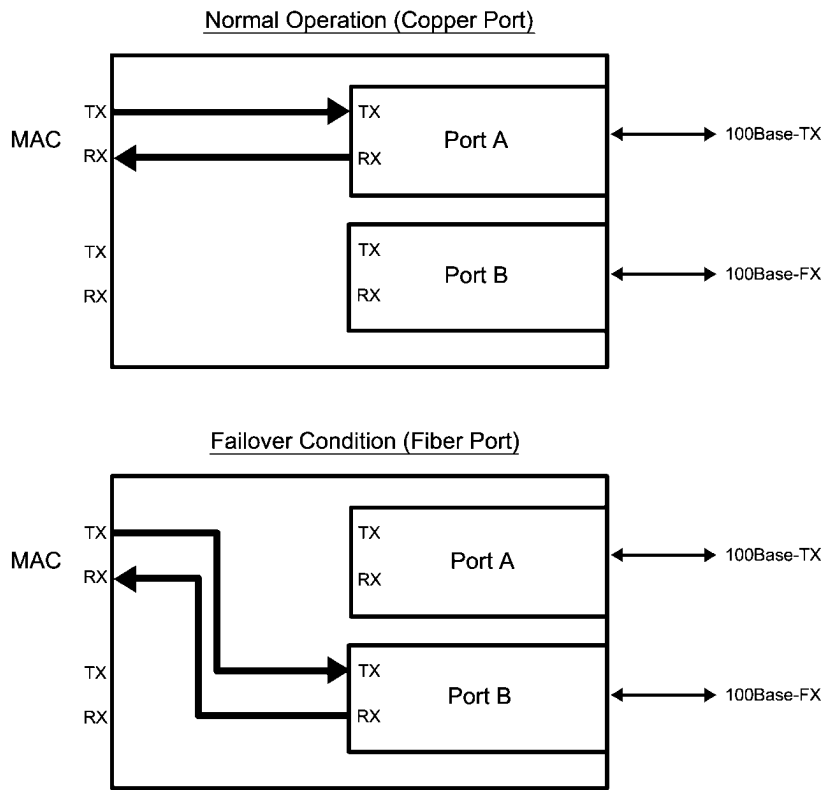 Normal Operation (Copper Port)
TX
TX
MAC
Port A
100Base-TX
RX
RX
TX
TX
Port B
100Base-FX
RX
RX
Failover Condition (Fiber Port)
TX
TX
MAC
Port A
100Base-TX
RX
RX
TX
TX
Port B
100Base-FX
RX
RX